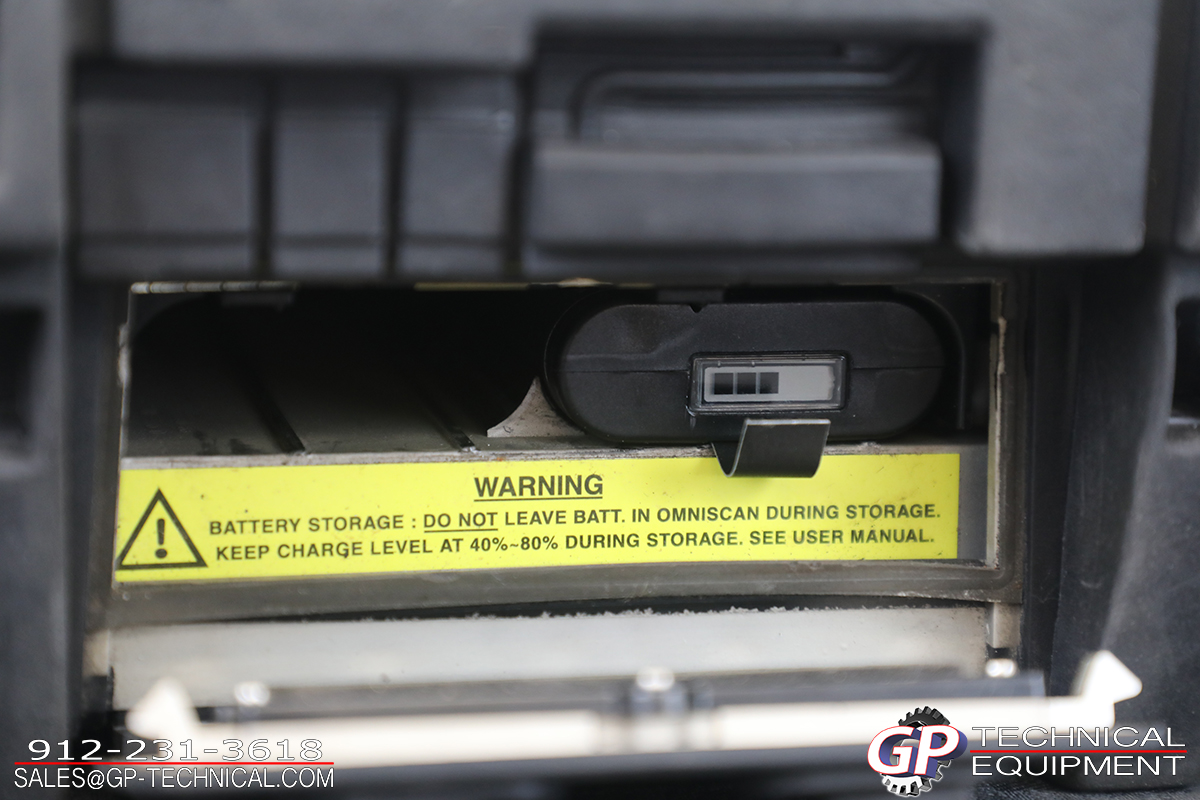 WARNING
BATTERY STORAGE : DO NOT LEAVE BATT. IN OMNISCAN DURING STORAGE.
KEEP CHARGE LEVEL AT 40%~80% DURING STORAGE. SEE USER MANUAL.
912-231-3618
SALES@GP-TECHNICAL.COM
GP TECHNICAL
EQUIPMENT